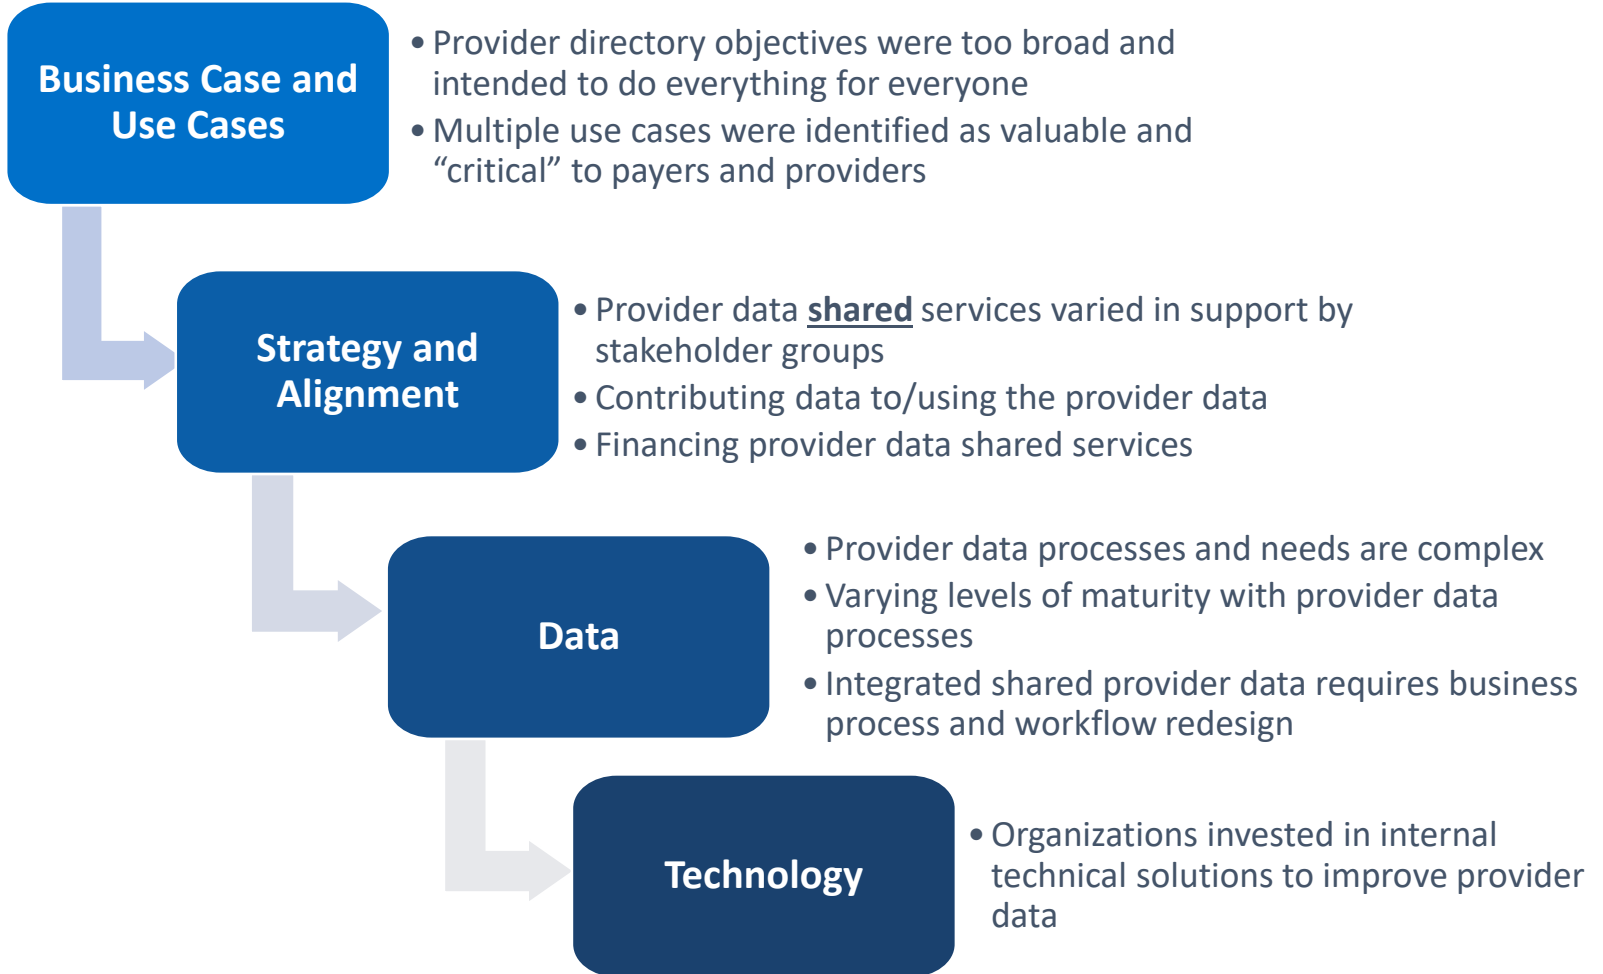 Business Case and
Use Cases
• Provider directory objectives were too broad and
intended to do everything for everyone
• Multiple use cases were identified as valuable and
“critical” to payers and providers
Strategy and
Alignment
• Provider data shared services varied in support by
stakeholder groups
• Contributing data to/using the provider data
• Financing provider data shared services
Data
• Provider data processes and needs are complex
• Varying levels of maturity with provider data
processes
• Integrated shared provider data requires business
process and workflow redesign
Technology
• Organizations invested in internal
technical solutions to improve provider
data